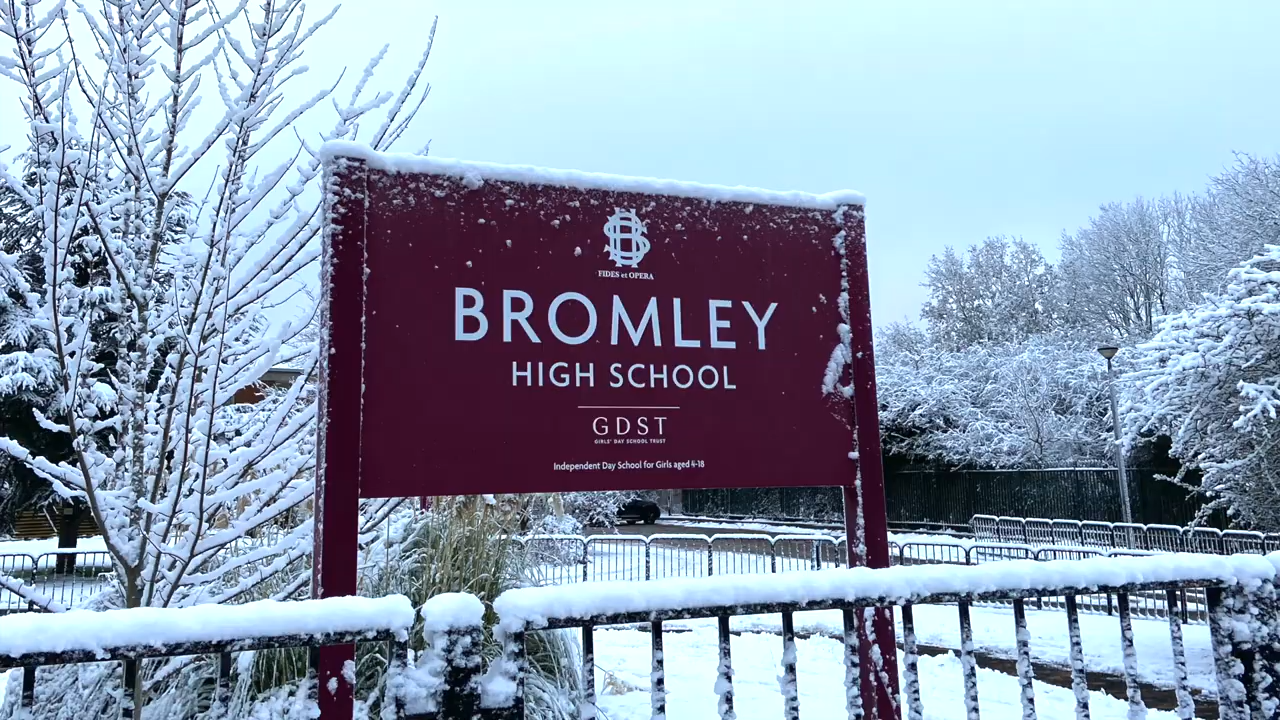 BHS
FIDES et OPERA
BROMLEY
HIGH SCHOOL
GDST
GIRLS' DAY SCHOOL TRUST
Independent Day School for Girls aged 4-18